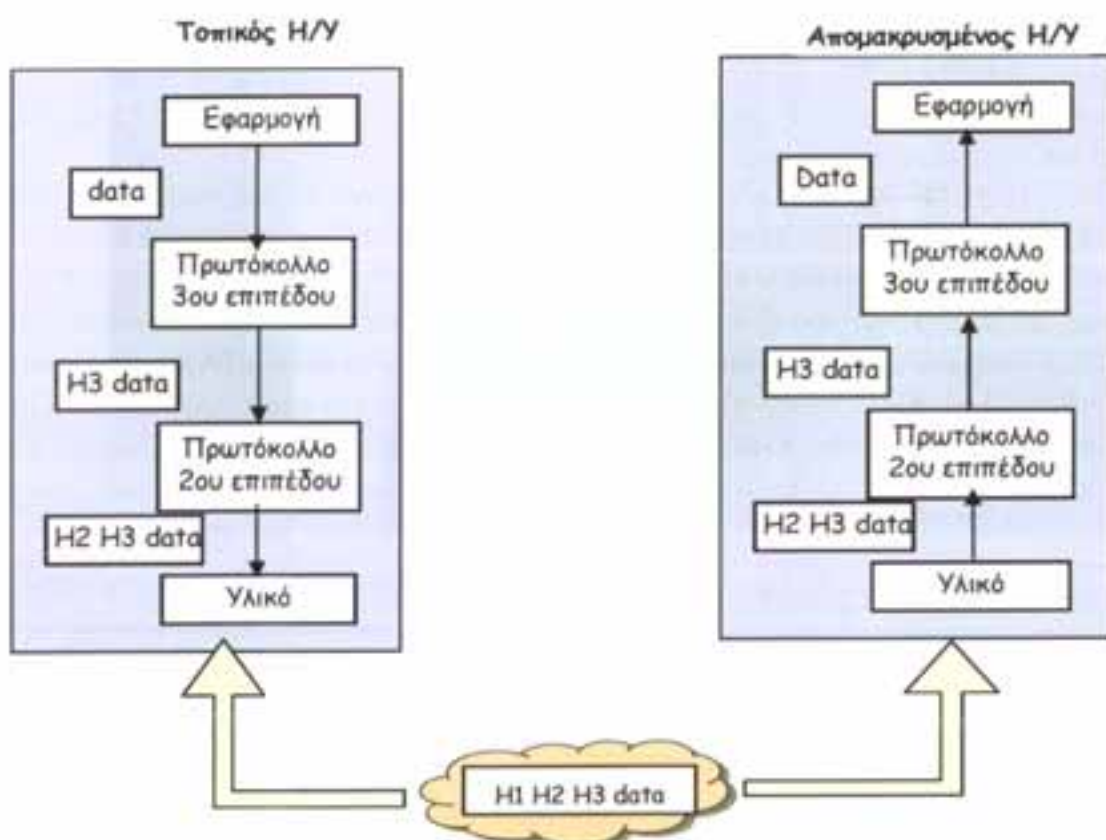 Τοπικός Η/Υ
Εφαρμογή
data
Πρωτόκολλο
3ου επιπέδου
H3 data
Πρωτόκολλο
2ου επιπέδου
H2 H3 data
Υλικό
Απομακρυσμένος Η/Υ
Εφαρμογή
Data
Πρωτόκολλο
3ου επιπέδου
H3 data
Πρωτόκολλο
2ου επιπέδου
H2 H3 data
Υλικό
H1 H2 H3 data